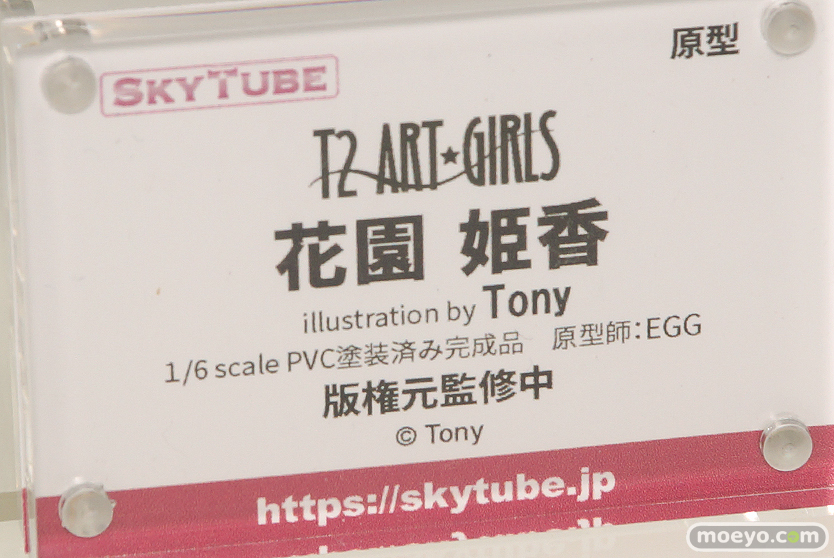 原型
SKYTUBE
T2 ART★GIRLS
花園 姫香
illustration by Tony
1/6 scale PVC塗装済み完成品　原型師：EGG
版権元監修中
© Tony
https://skytube.jp
moeyo.com